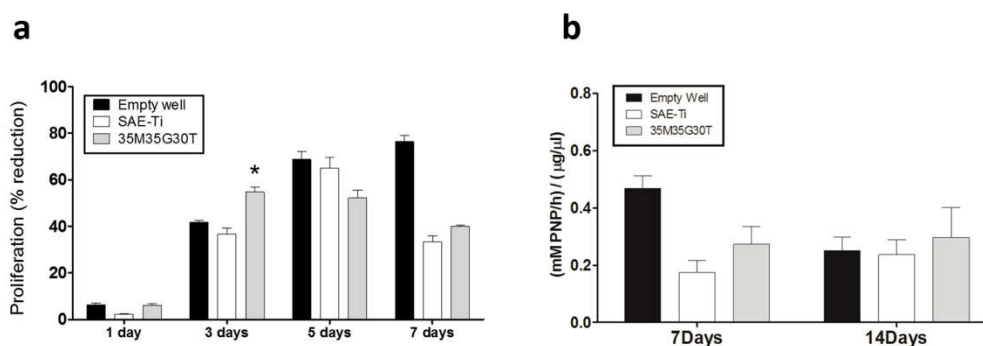 a
Proliferation (% reduction)
100
80
60
40
20
0
Empty well
SAE-Ti
35M35G30T
*
1 day
3 days
5 days
7 days
b
(mM PNP/h) / (μg/μl)
0.8
0.6
0.4
0.2
0.0
Empty Well
SAE-Ti
35M35G30T
7Days
14Days